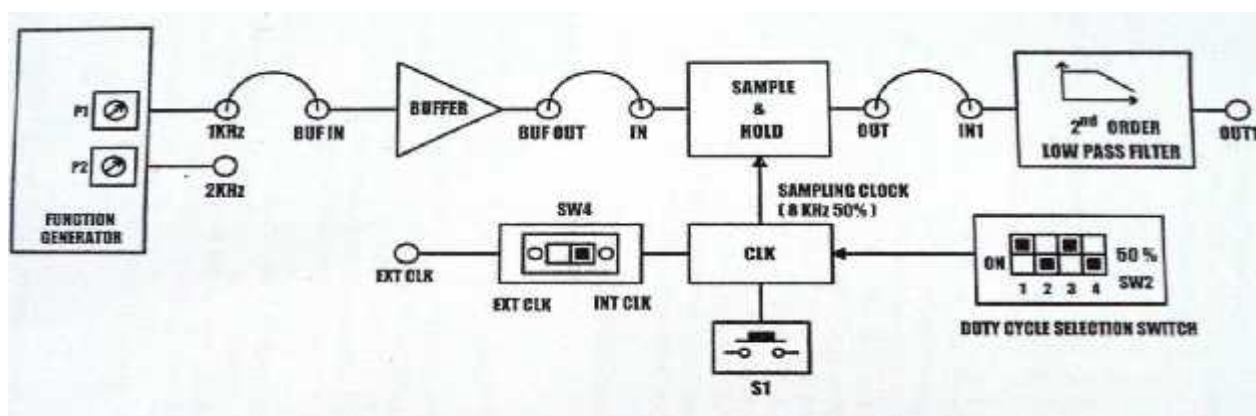 P1
1KHz
BUF IN
BUFFER
BUF OUT
IN
SAMPLE
&
HOLD
OUT
IN1
2nd ORDER
LOW PASS FILTER
OUT1
P2
2KHz
FUNCTION
GENERATOR
SAMPLING CLOCK
( 8 KHz 50% )
SW4
EXT CLK
EXT CLK
INT CLK
CLK
ON
1 2 3 4
50 %
SW2
DUTY CYCLE SELECTION SWITCH
S1